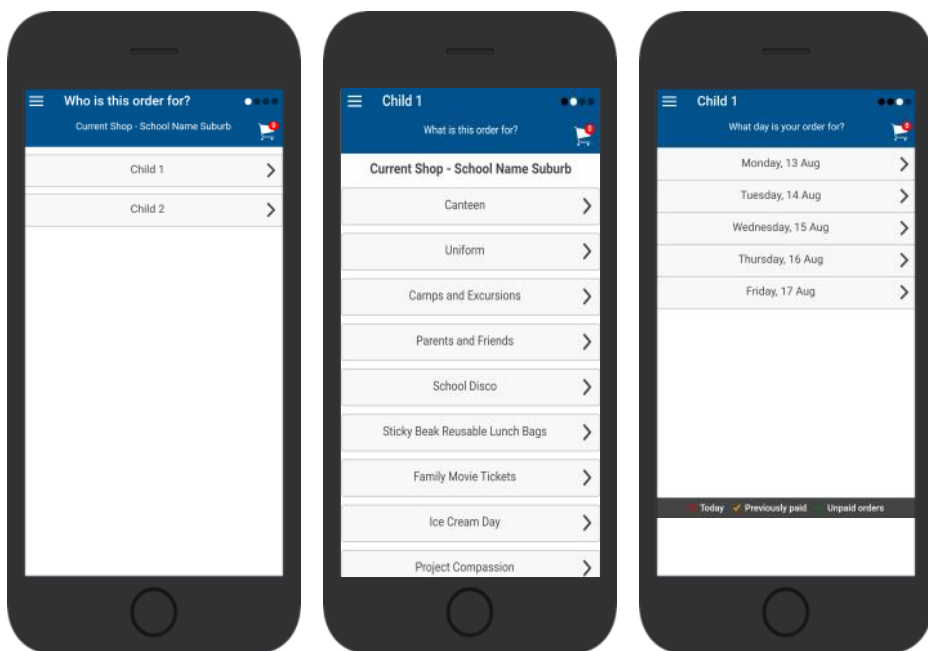 Who is this order for?
Current Shop - School Name Suburb
Child 1
Child 2
Child 1
What is this order for?
Current Shop - School Name Suburb
Canteen
Uniform
Camps and Excursions
Parents and Friends
School Disco
Sticky Beak Reusable Lunch Bags
Family Movie Tickets
Ice Cream Day
Project Compassion
Child 1
What day is your order for?
Monday, 13 Aug
Tuesday, 14 Aug
Wednesday, 15 Aug
Thursday, 16 Aug
Friday, 17 Aug
Today Previously paid Unpaid orders